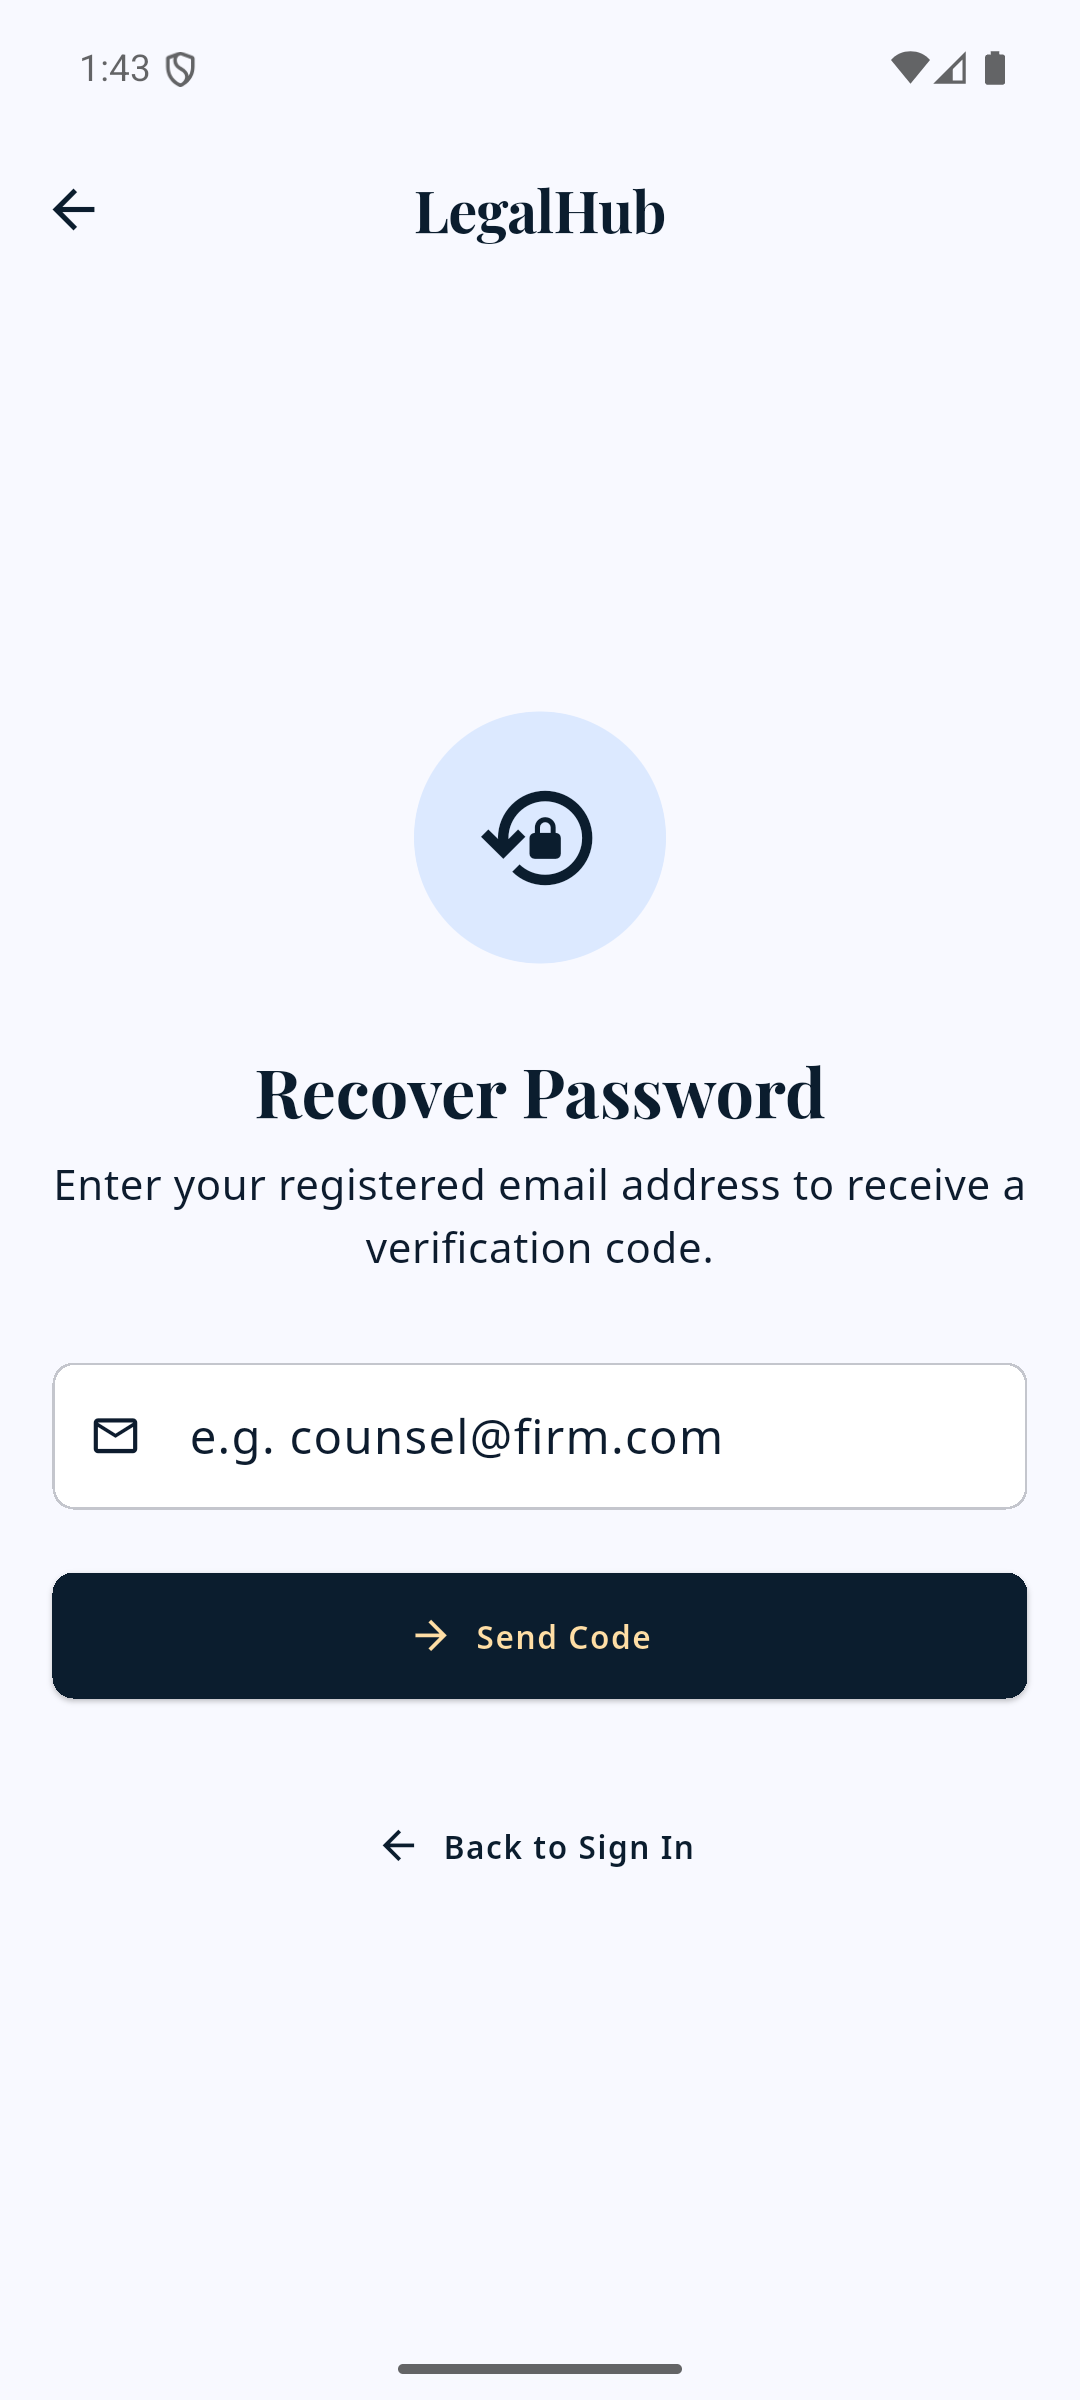 1:43
LegalHub
Recover Password
Enter your registered email address to receive a
verification code.
e.g. counsel@firm.com
Send Code
Back to Sign In